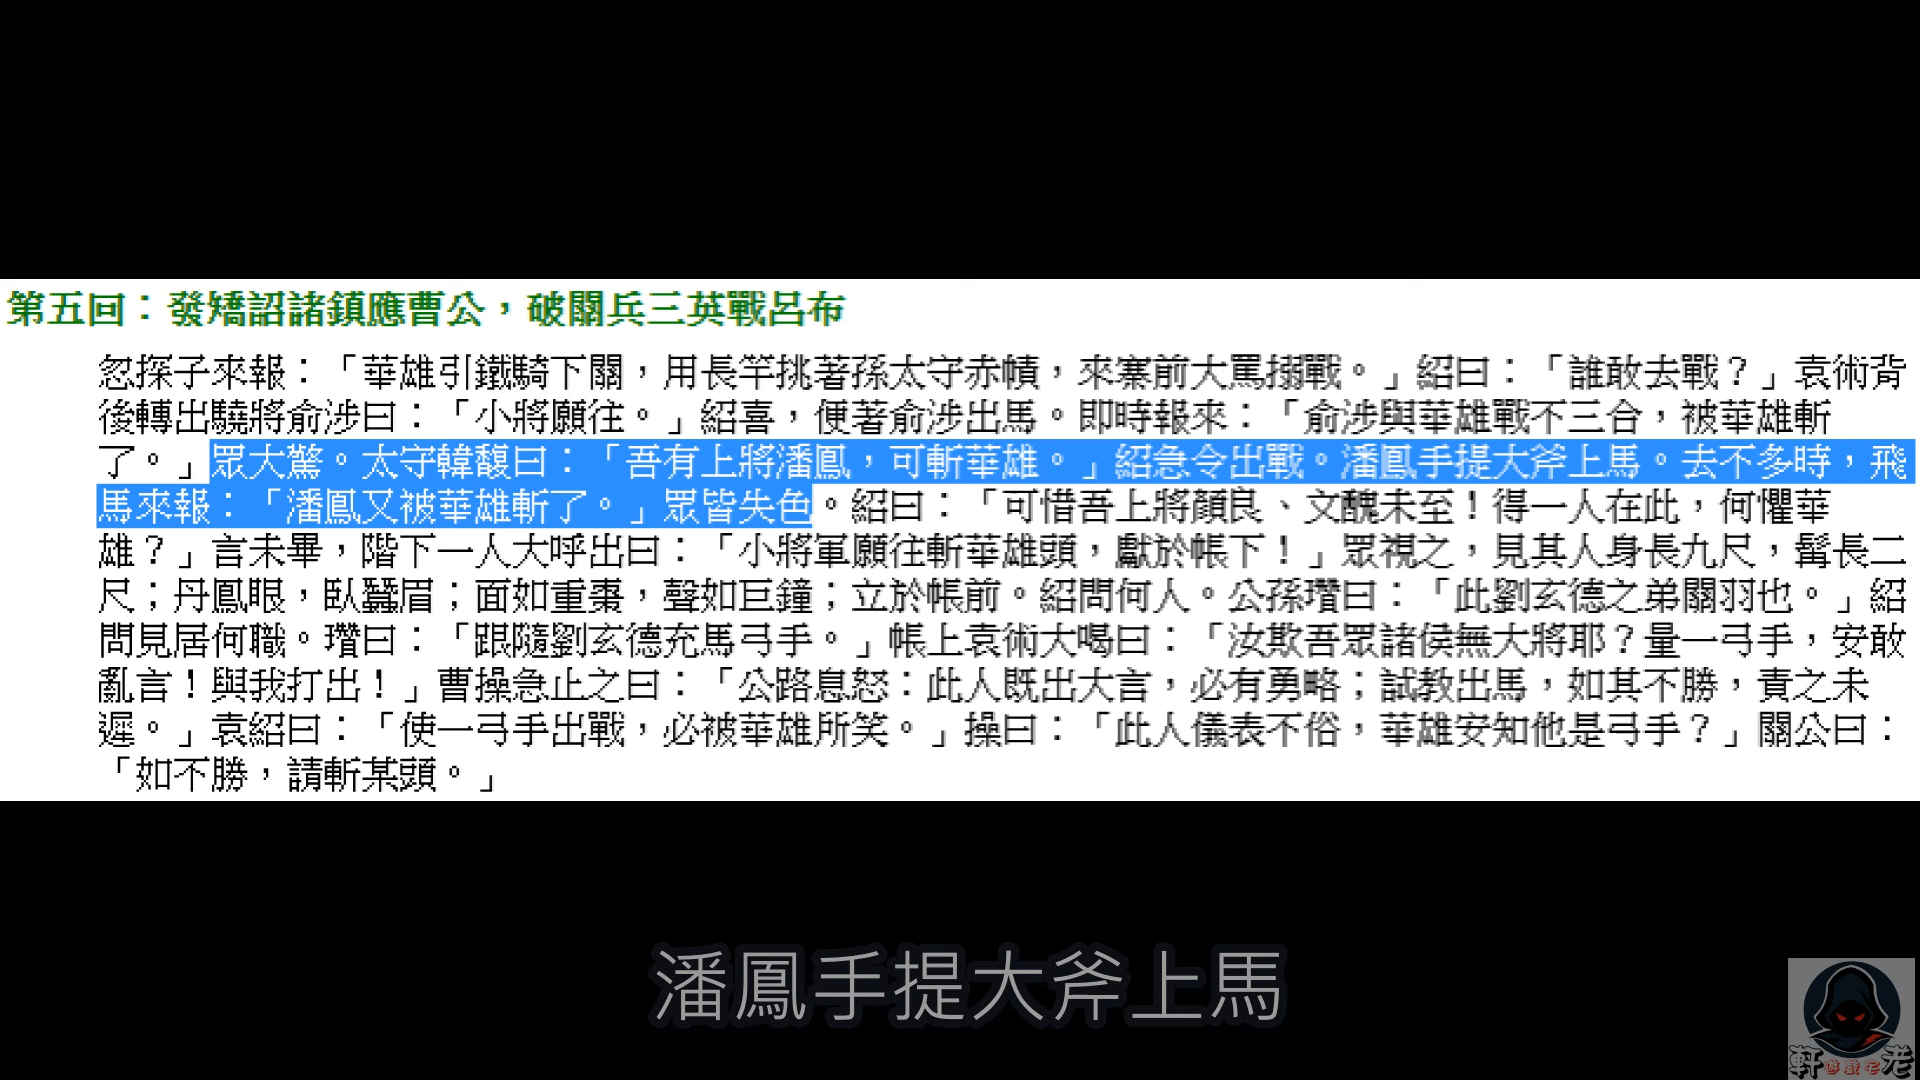 第五回：發矯詔諸鎮應曹公，破關兵三英戰呂布
忽探子來報：「華雄引鐵騎下關，用長竿挑著孫太守赤幘，來寨前大罵搦戰。」紹曰：「誰敢去戰？」袁術背
後轉出驍將俞涉曰：「小將願往。」紹喜，便著俞涉出馬。即時報來：「俞涉與華雄戰不三合，被華雄斬
了。」眾大驚。太守韓馥曰：「吾有上將潘鳳，可斬華雄。」紹急令出戰。潘鳳手提大斧上馬。去不多時，飛
馬來報：「潘鳳又被華雄斬了。」眾皆失色。紹曰：「可惜吾上將顏良、文醜未至！得一人在此，何懼華
雄？」言未畢，階下一人大呼出曰：「小將軍願往斬華雄頭，獻於帳下！」眾視之，見其人身長九尺，髯長二
尺；丹鳳眼，臥蠶眉；面如重棗，聲如巨鐘；立於帳前。紹問何人。公孫瓚曰：「此劉玄德之弟關羽也。」紹
問見居何職。瓚曰：「跟隨劉玄德充馬弓手。」帳上袁術大喝曰：「汝欺吾眾諸侯無大將耶？量一弓手，安敢
亂言！與我打出！」曹操急止之曰：「公路息怒：此人既出大言，必有勇略；試教出馬，如其不勝，責之未
遲。」袁紹曰：「使一弓手出戰，必被華雄所笑。」操曰：「此人儀表不俗，華雄安知他是弓手？」關公曰：
「如不勝，請斬某頭。」
潘鳳手提大斧上馬
軒遊戲宅老